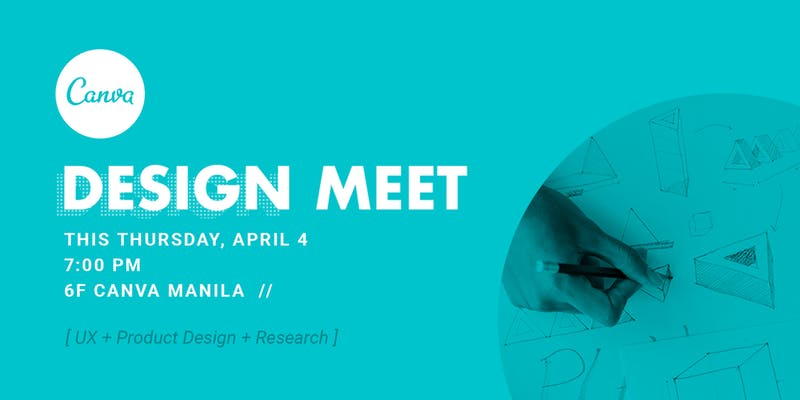 Canva
DESIGN MEET
THIS THURSDAY, APRIL 4
7:00 PM
6F CANVA MANILA //
[ UX + Product Design + Research ]